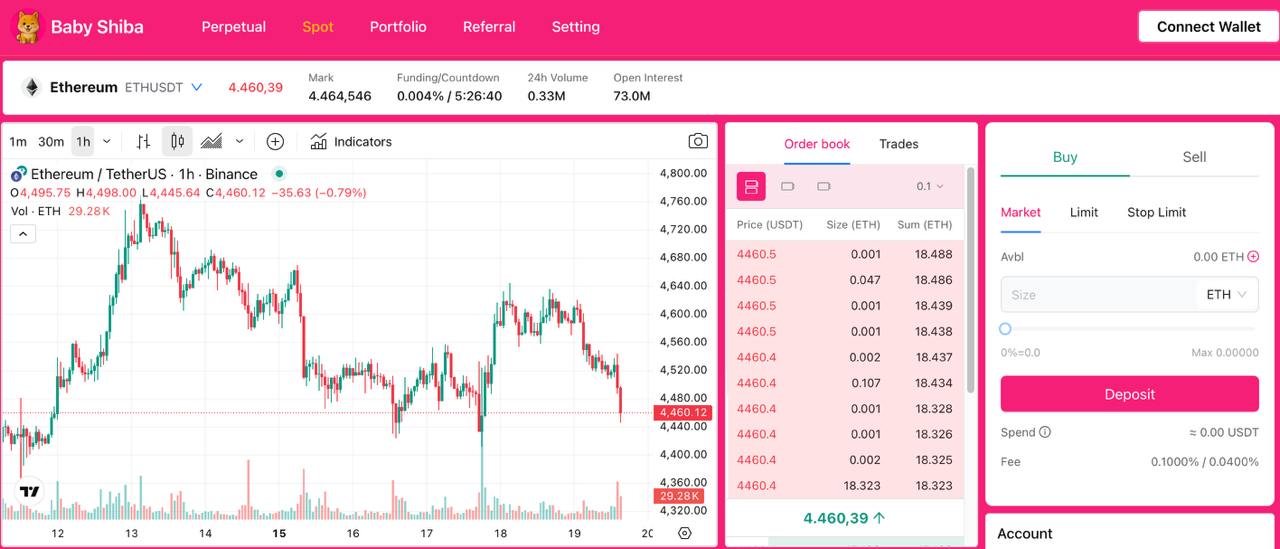 Baby Shiba Perpetual Spot Portfolio Referral Setting Connect Wallet
Ethereum ETHUSDT 4.460,39
Mark
4.464,546
Funding/Countdown
0.004% / 5:26:40
24h Volume
0.33M
Open Interest
73.0M
1m 30m 1h Indicators
Ethereum / TetherUS · 1h · Binance
O4,495.75 H4,498.00 L4,445.64 C4,460.12 −35.63 (−0.79%)
Vol · ETH 29.28K
4,800.00
4,760.00
4,720.00
4,680.00
4,640.00
4,600.00
4,560.00
4,520.00
4,480.00
4,460.12
4,440.00
4,400.00
4,360.00
29.28K
4,320.00
12 13 14 15 16 17 18 19
Order book Trades
0.1
Price (USDT) Size (ETH) Sum (ETH)
4460.5 0.001 18.488
4460.5 0.047 18.486
4460.5 0.001 18.439
4460.5 0.001 18.438
4460.4 0.002 18.437
4460.4 0.107 18.434
4460.4 0.001 18.328
4460.4 0.001 18.326
4460.4 0.002 18.325
4460.4 18.323 18.323
4.460,39
Buy Sell
Market Limit Stop Limit
Avbl 0.00 ETH
Size ETH
0%=0.0 Max 0.00000
Deposit
Spend ≈ 0.00 USDT
Fee 0.1000% / 0.0400%
Account